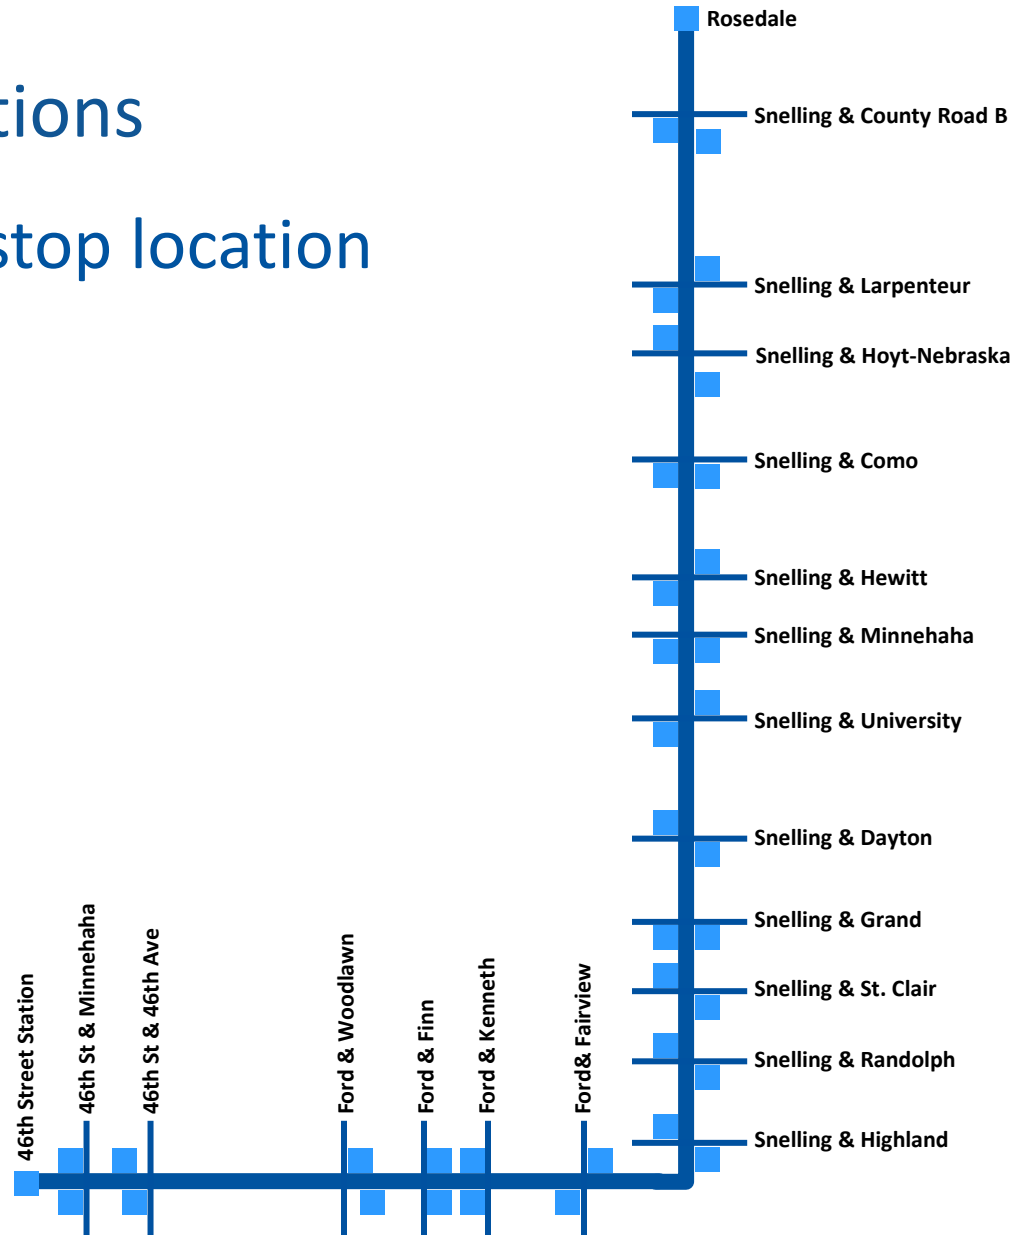 Rosedale
tions
Snelling & County Road B
stop location
Snelling & Larpenteur
Snelling & Hoyt-Nebraska
Snelling & Como
Snelling & Hewitt
Snelling & Minnehaha
Snelling & University
Snelling & Dayton
Snelling & Grand
Snelling & St. Clair
Snelling & Randolph
Snelling & Highland
46th Street Station
46th St & Minnehaha
46th St & 46th Ave
Ford & Woodlawn
Ford & Finn
Ford & Kenneth
Ford& Fairview